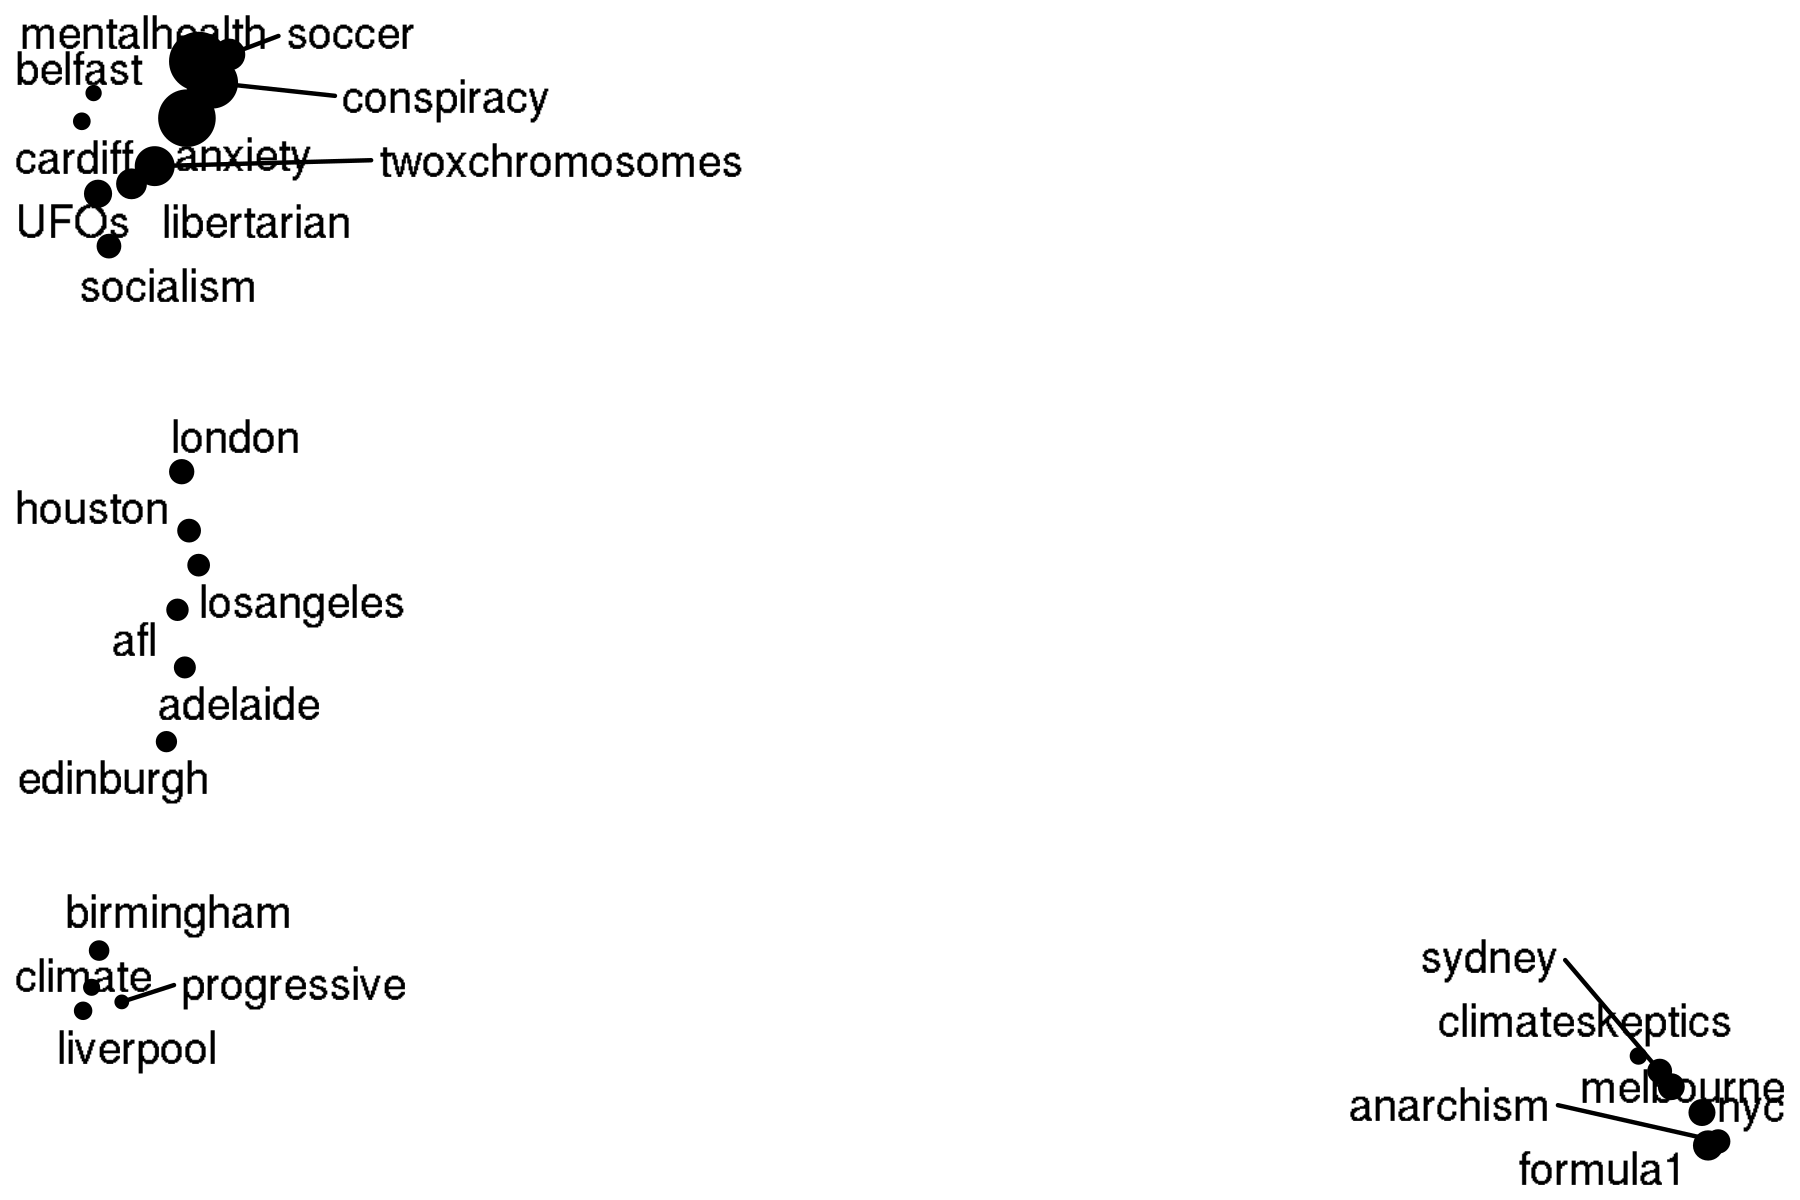 mentalhealth
soccer
belfast
conspiracy
cardiff
anxiety
twoxchromosomes
UFOs
libertarian
socialism
london
houston
losangeles
afl
adelaide
edinburgh
birmingham
climate
progressive
liverpool
sydney
climateskeptics
melbourne
anarchism
nyc
formula1